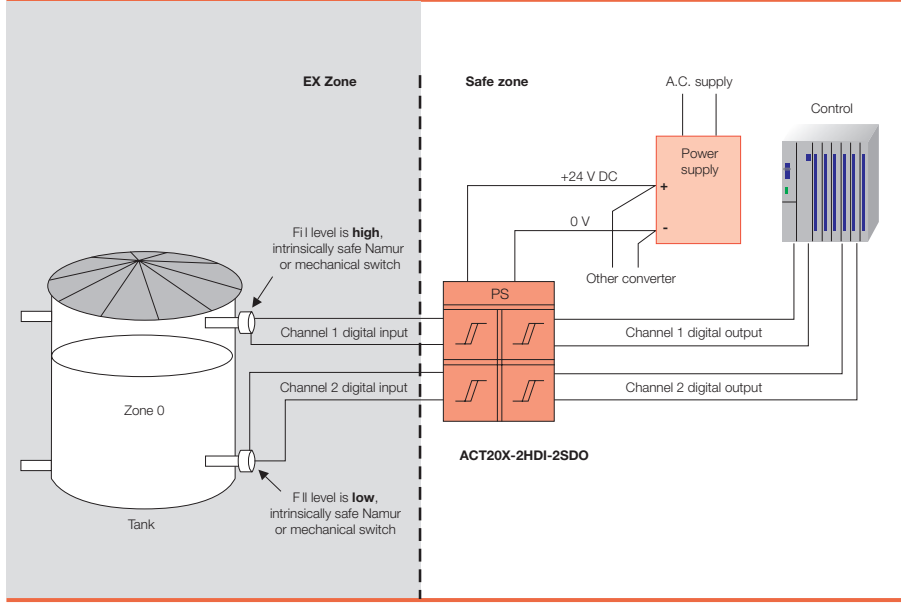 EX Zone
Safe zone
A.C. supply
Control
Power
supply
+24 V DC
+
0 V
-
Other converter
Fil l level is high,
intrinsically safe Namur
or mechanical switch
PS
Channel 1 digital input
Channel 1 digital output
Channel 2 digital input
Channel 2 digital output
Zone 0
ACT20X-2HDI-2SDO
F ll level is low,
intrinsically safe Namur
or mechanical switch
Tank